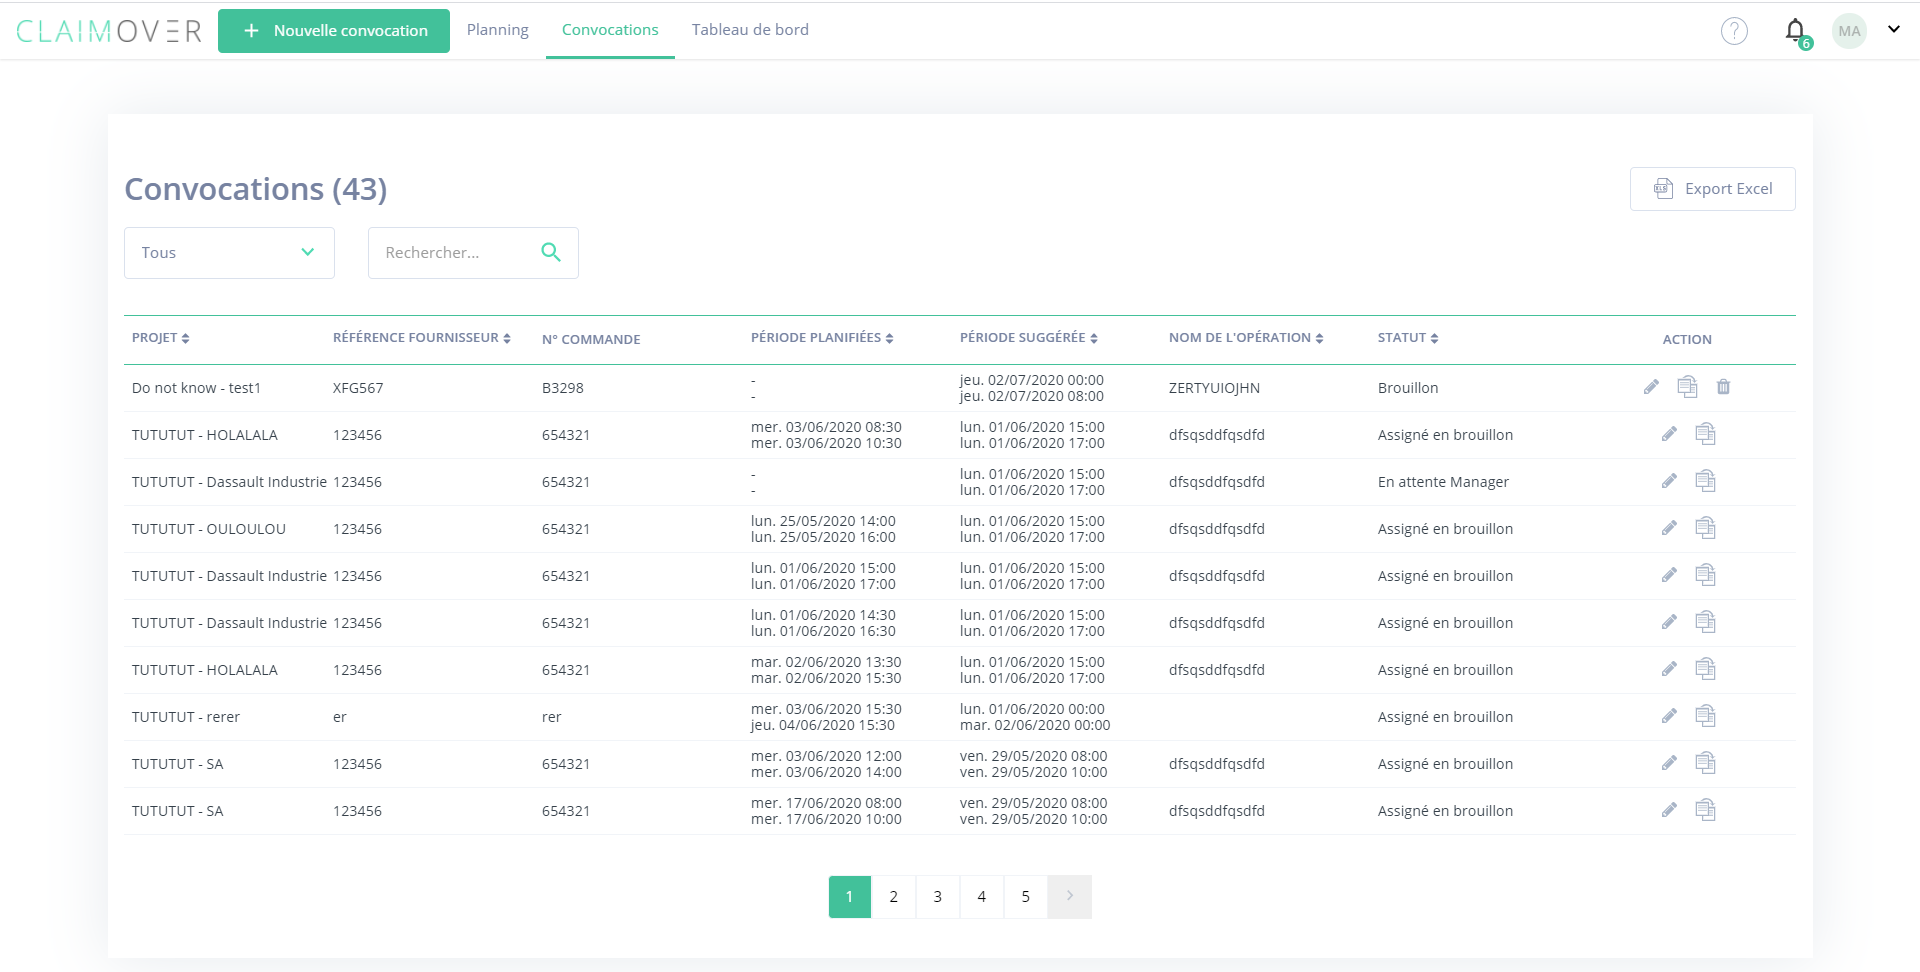 CLAIMOVER
Nouvelle convocation
Planning
Convocations
Tableau de bord
?
6
MA
Convocations (43)
XLS
Export Excel
Tous
Rechercher...
PROJET RÉFÉRENCE FOURNISSEUR N° COMMANDE PÉRIODE PLANIFIÉES PÉRIODE SUGGÉRÉE NOM DE L'OPÉRATION STATUT ACTION
Do not know - test1 XFG567 B3298 - jeu. 02/07/2020 00:00 ZERTYUIOJHN Brouillon
- jeu. 02/07/2020 08:00
TUTUTUT - HOLALALA 123456 654321 mer. 03/06/2020 08:30 lun. 01/06/2020 15:00 dfsqsddfqsdfd Assigné en brouillon
mer. 03/06/2020 10:30 lun. 01/06/2020 17:00
TUTUTUT - Dassault Industrie 123456 654321 - lun. 01/06/2020 15:00 dfsqsddfqsdfd En attente Manager
- lun. 01/06/2020 17:00
TUTUTUT - OULOULOU 123456 654321 lun. 25/05/2020 14:00 lun. 01/06/2020 15:00 dfsqsddfqsdfd Assigné en brouillon
lun. 25/05/2020 16:00 lun. 01/06/2020 17:00
TUTUTUT - Dassault Industrie 123456 654321 lun. 01/06/2020 15:00 lun. 01/06/2020 15:00 dfsqsddfqsdfd Assigné en brouillon
lun. 01/06/2020 17:00 lun. 01/06/2020 17:00
TUTUTUT - Dassault Industrie 123456 654321 lun. 01/06/2020 14:30 lun. 01/06/2020 15:00 dfsqsddfqsdfd Assigné en brouillon
lun. 01/06/2020 16:30 lun. 01/06/2020 17:00
TUTUTUT - HOLALALA 123456 654321 mar. 02/06/2020 13:30 lun. 01/06/2020 15:00 dfsqsddfqsdfd Assigné en brouillon
mar. 02/06/2020 15:30 lun. 01/06/2020 17:00
TUTUTUT - rerer er rer mer. 03/06/2020 15:30 lun. 01/06/2020 00:00 Assigné en brouillon
jeu. 04/06/2020 15:30 mar. 02/06/2020 00:00
TUTUTUT - SA 123456 654321 mer. 03/06/2020 12:00 ven. 29/05/2020 08:00 dfsqsddfqsdfd Assigné en brouillon
mer. 03/06/2020 14:00 ven. 29/05/2020 10:00
TUTUTUT - SA 123456 654321 mer. 17/06/2020 08:00 ven. 29/05/2020 08:00 dfsqsddfqsdfd Assigné en brouillon
mer. 17/06/2020 10:00 ven. 29/05/2020 10:00
1 2 3 4 5